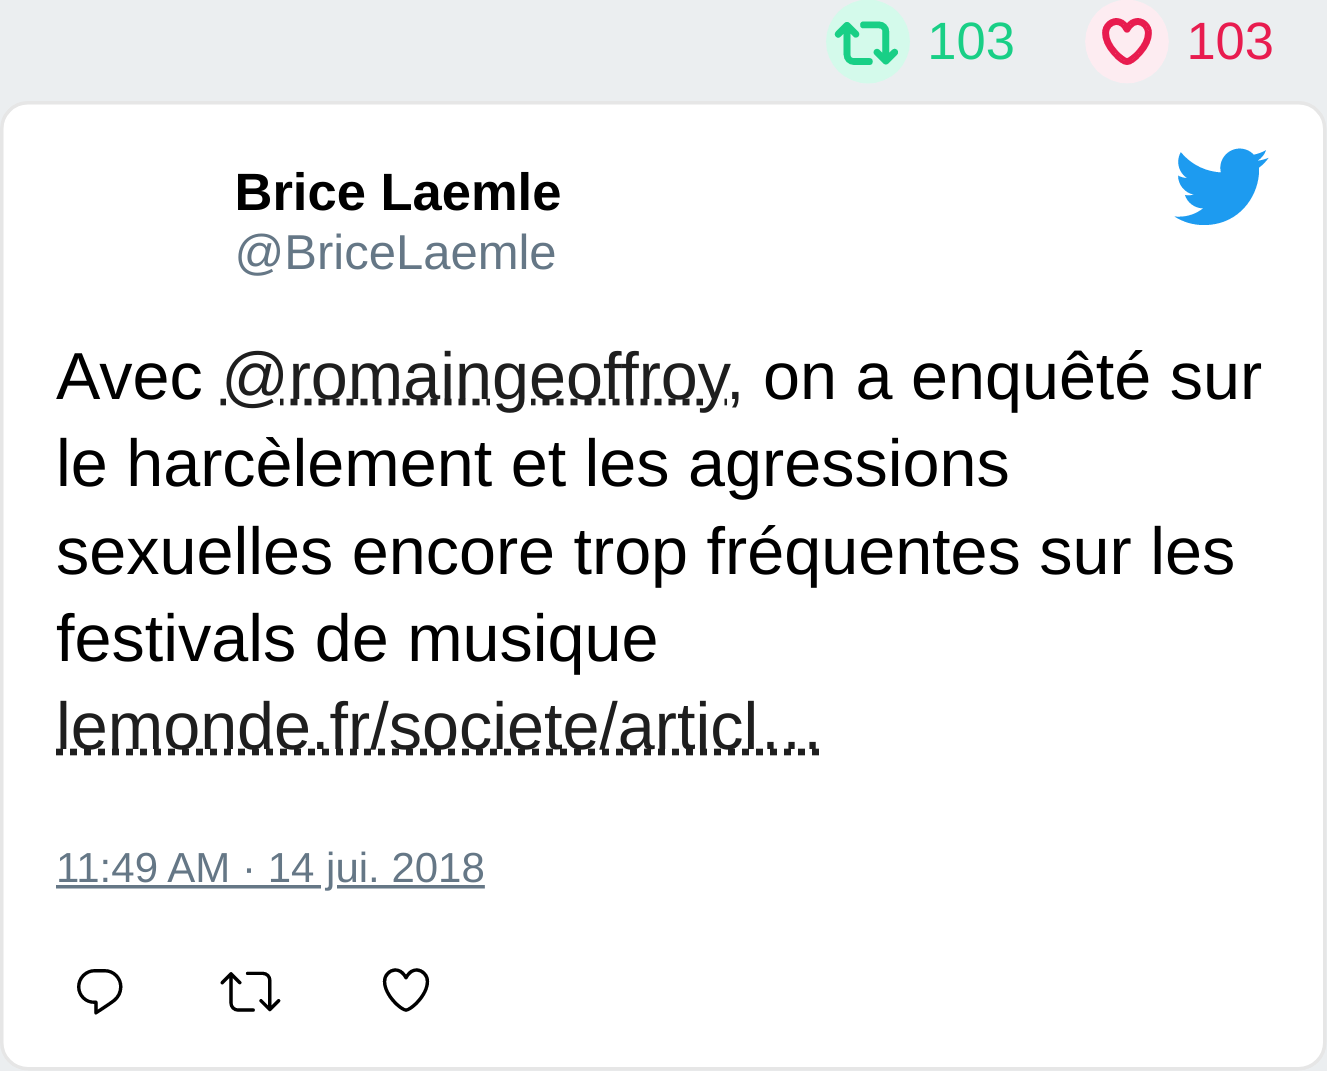 103 103
Brice Laemle
@BriceLaemle
Avec @romaingeoffroy, on a enquêté sur
le harcèlement et les agressions
sexuelles encore trop fréquentes sur les
festivals de musique
lemonde.fr/societe/articl…
11:49 AM · 14 jui. 2018